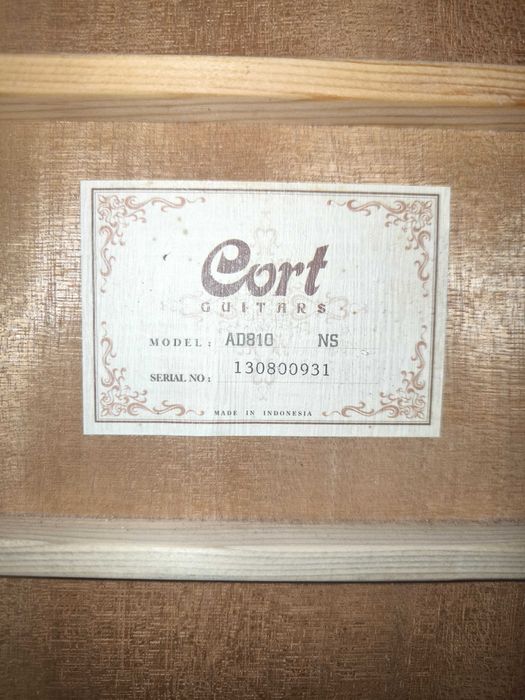 Cort
GUITARS
MODEL: AD810 NS
SERIAL NO: 130800931
MADE IN INDONESIA